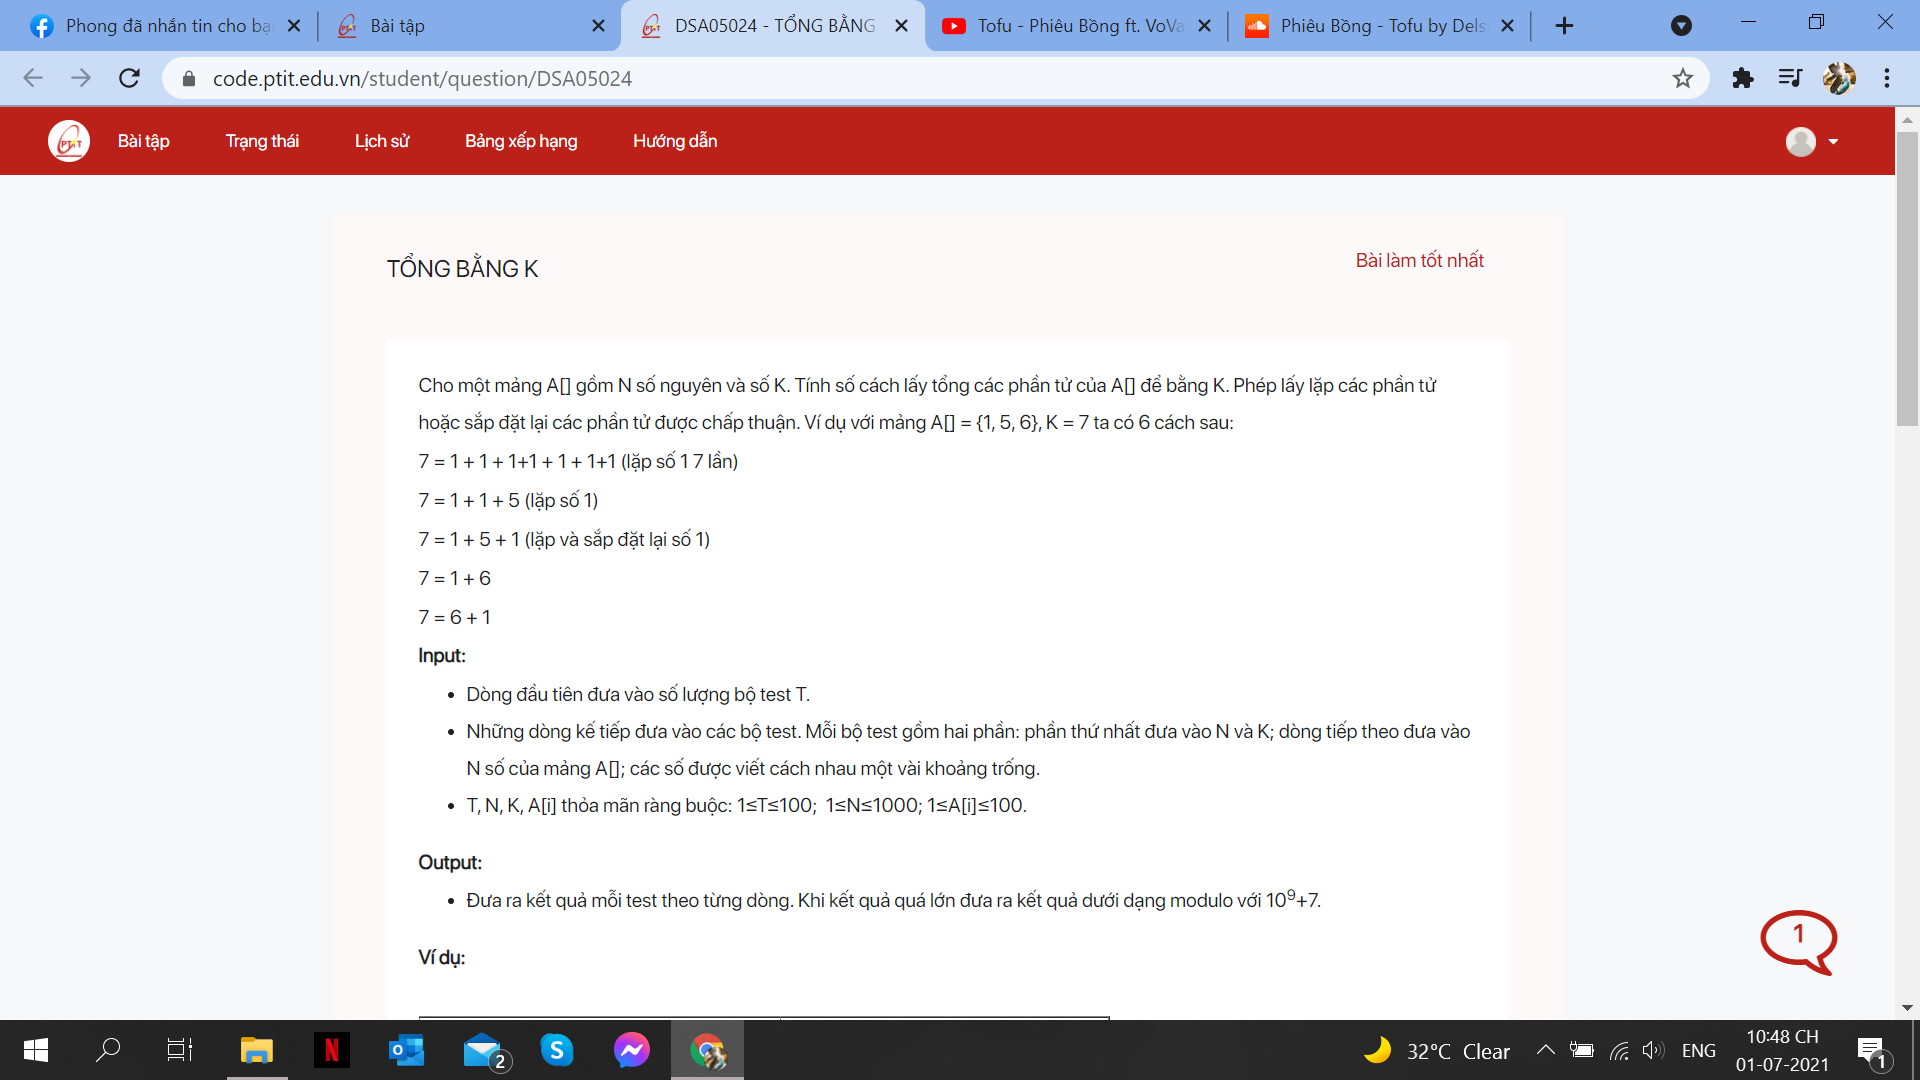 Phong đã nhắn tin cho bạ
Bài tập
DSA05024 - TỔNG BẰNG
Tofu - Phiêu Bồng ft. VoVa
Phiêu Bồng - Tofu by Dels
code.ptit.edu.vn/student/question/DSA05024
PTIT
Bài tập
Trạng thái
Lịch sử
Bảng xếp hạng
Hướng dẫn
TỔNG BẰNG K
Bài làm tốt nhất
Cho một mảng A[] gồm N số nguyên và số K. Tính số cách lấy tổng các phần tử của A[] để bằng K. Phép lấy lặp các phần tử
hoặc sắp đặt lại các phần tử được chấp thuận. Ví dụ với mảng A[] = {1, 5, 6}, K = 7 ta có 6 cách sau:
7 = 1 + 1 + 1+1 + 1 + 1+1 (lặp số 1 7 lần)
7 = 1 + 1 + 5 (lặp số 1)
7 = 1 + 5 + 1 (lặp và sắp đặt lại số 1)
7 = 1 + 6
7 = 6 + 1
Input:
• Dòng đầu tiên đưa vào số lượng bộ test T.
• Những dòng kế tiếp đưa vào các bộ test. Mỗi bộ test gồm hai phần: phần thứ nhất đưa vào N và K; dòng tiếp theo đưa vào
N số của mảng A[]; các số được viết cách nhau một vài khoảng trống.
• T, N, K, A[i] thỏa mãn ràng buộc: 1≤T≤100; 1≤N≤1000; 1≤A[i]≤100.
Output:
• Đưa ra kết quả mỗi test theo từng dòng. Khi kết quả quá lớn đưa ra kết quả dưới dạng modulo với 10⁹+7.
Ví dụ:
1
N
2
32°C Clear
ENG
10:48 CH
01-07-2021
1